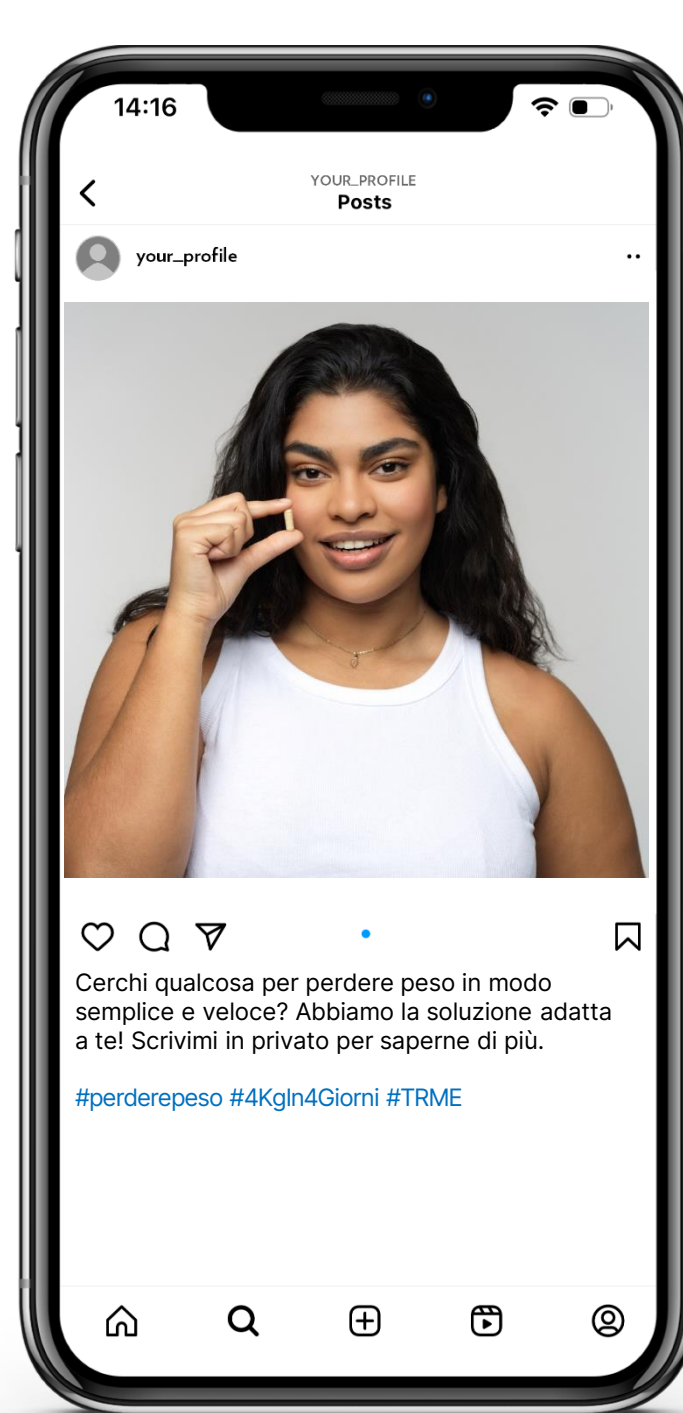 14:16
YOUR_PROFILE
Posts
your_profile
Cerchi qualcosa per perdere peso in modo
semplice e veloce? Abbiamo la soluzione adatta
a te! Scrivimi in privato per saperne di più.
#perderepeso #4KgIn4Giorni #TRME